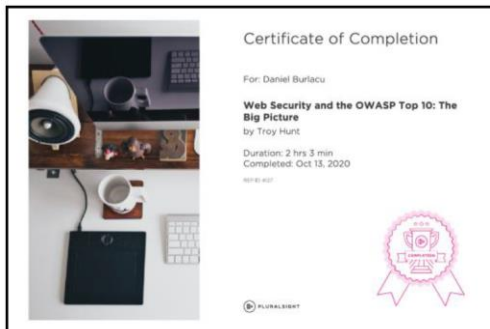 Certificate of Completion
For: Daniel Burlacu
Web Security and the OWASP Top 10: The
Big Picture
by Troy Hunt
Duration: 2 hrs 3 min
Completed: Oct 13, 2020
COMPLETION
PLURALSIGHT